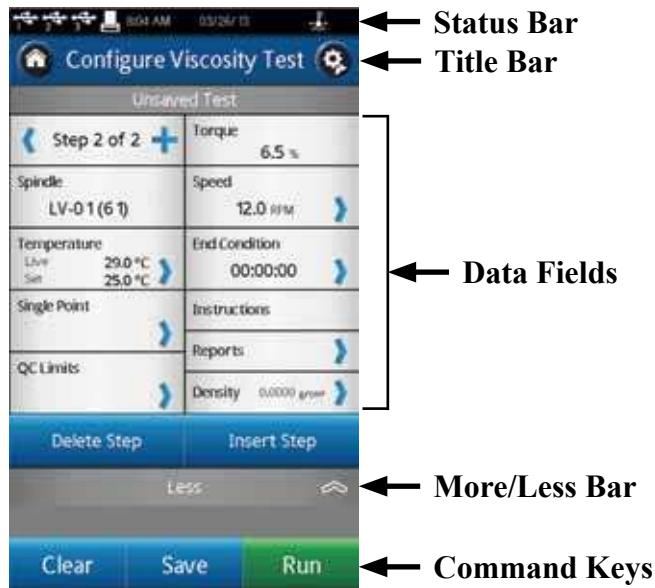 8:04 AM 03/26/13
Status Bar
Configure Viscosity Test
Title Bar
Unsaved Test
Step 2 of 2
Torque
6.5 %
Spindle
LV-01 (61)
Speed
12.0 RPM
Temperature
Live 29.0 °C
Set 25.0 °C
End Condition
00:00:00
Data Fields
Single Point
Instructions
Reports
QC Limits
Density 0.0000 g/cm³
Delete Step
Insert Step
Less
More/Less Bar
Clear
Save
Run
Command Keys